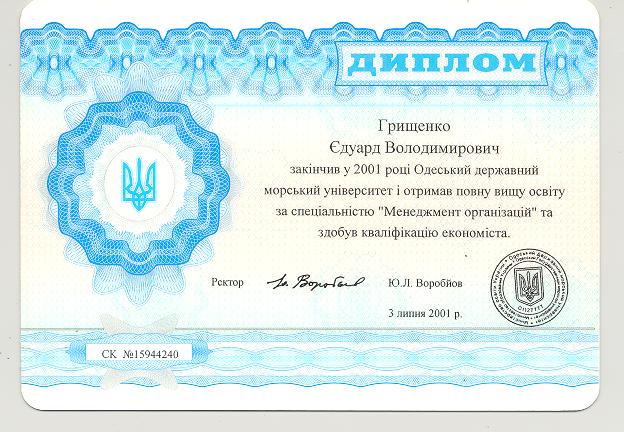 ДИПЛОМ
Грищенко
Єдуард Володимирович
закінчив у 2001 році Одеський державний
морський університет і отримав повну вищу освіту
за спеціальністю "Менеджмент організацій" та
здобув кваліфікацію економіста.
Ректор
Ю.Л. Воробйов
3 липня 2001 р.
СК №15944240
01127777